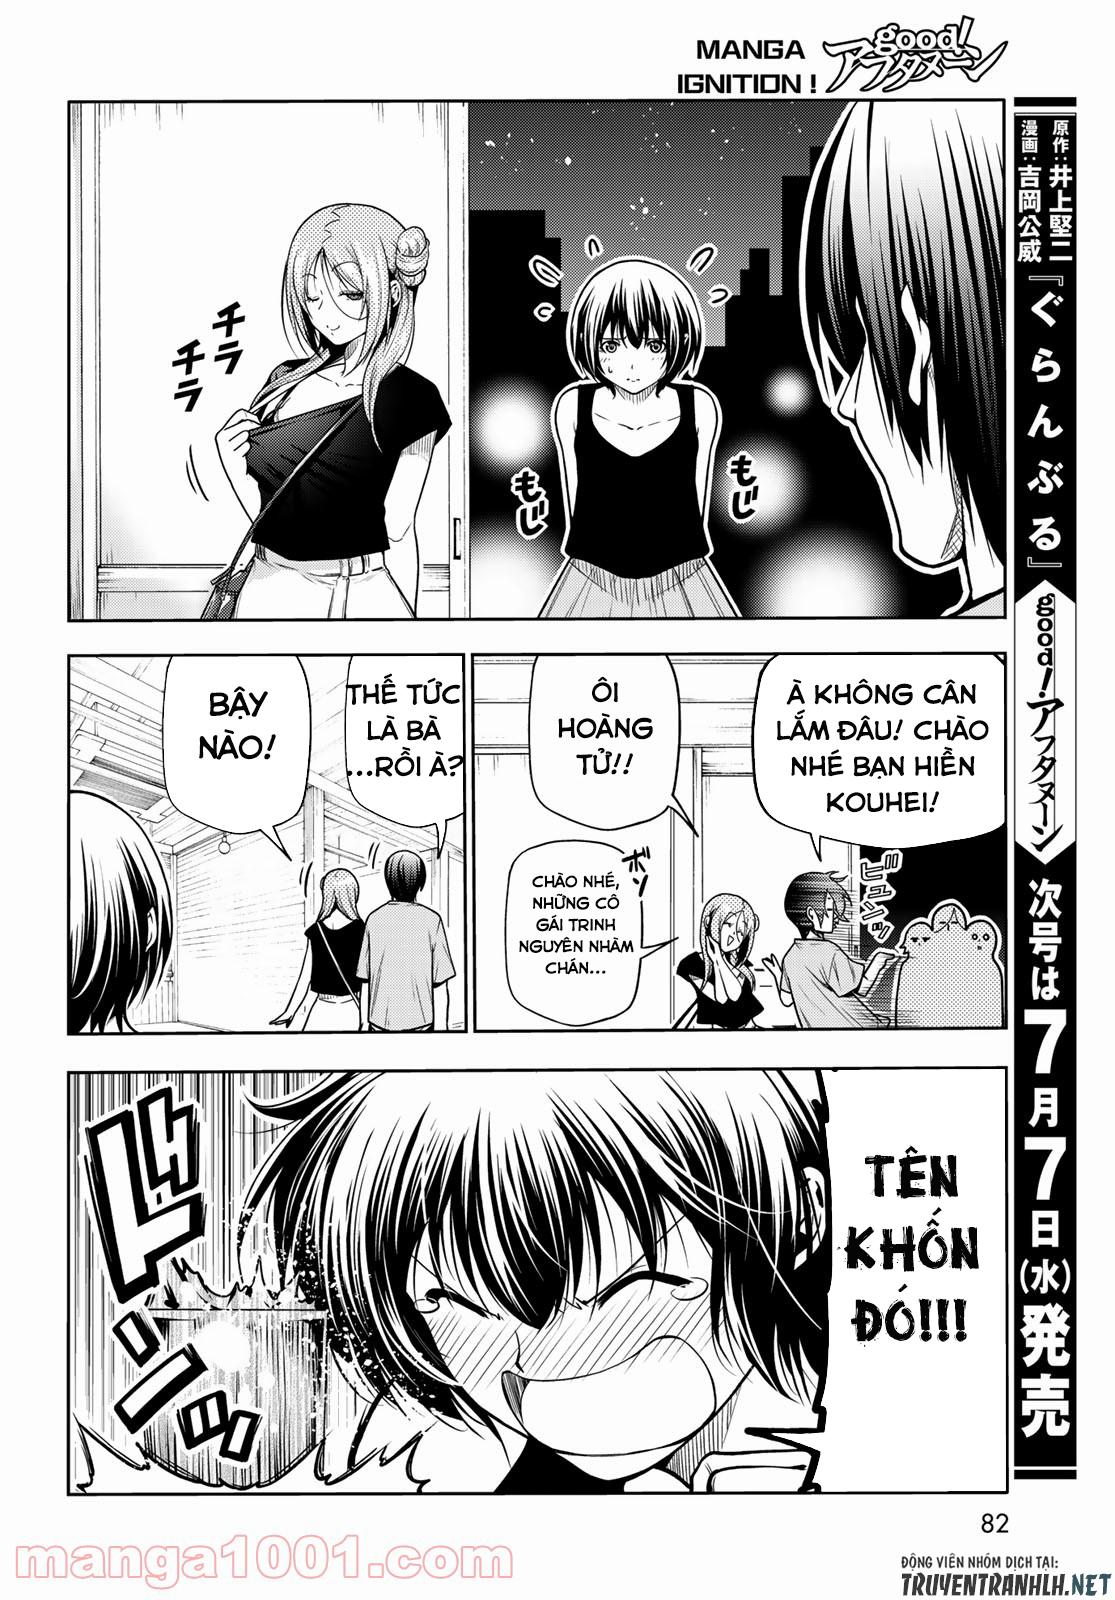 MANGA
IGNITION !
good!
アフタヌーン
原作：井上堅二
漫画：吉岡公威
『ぐらんぶる』
good!アフタヌーン
次号は7月7日(水)発売
チラ
チラ
もじ
もじ
À KHÔNG CẦN
LẮM ĐÂU! CHÀO
NHÉ BẠN HIỀN
KOUHEI!
ビュンッ
ÔI
HOÀNG
TỬ!!
ボソ
CHÀO NHÉ,
NHỮNG CÔ
GÁI TRINH
NGUYÊN NHÀM
CHÁN...
THẾ TỨC
LÀ BÀ
...RỒI À?
BẬY
NÀO!
TÊN
KHỐN
ĐÓ!!!
ドンッ
82
manga1001.com
ĐỘNG VIÊN NHÓM DỊCH TẠI:
TRUYENTRANHLH.NET